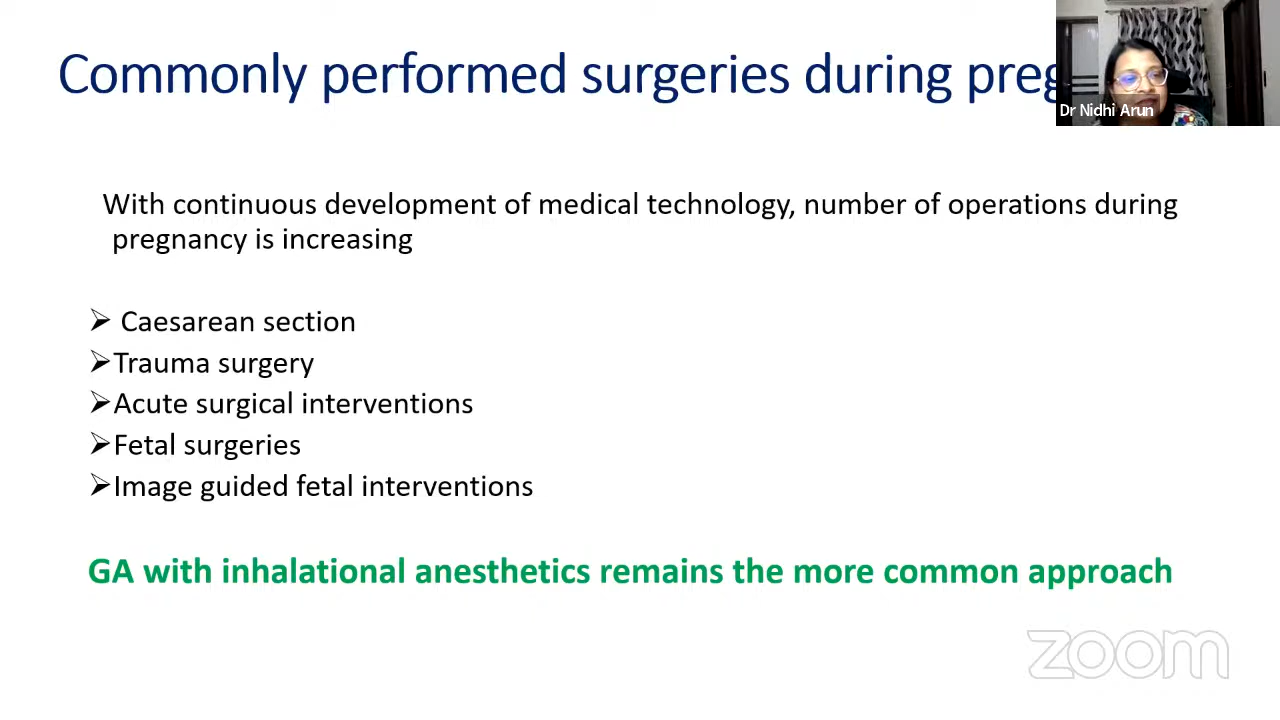 Commonly performed surgeries during preg
Dr Nidhi Arun
With continuous development of medical technology, number of operations during
pregnancy is increasing
Caesarean section
Trauma surgery
Acute surgical interventions
Fetal surgeries
Image guided fetal interventions
GA with inhalational anesthetics remains the more common approach
zoom